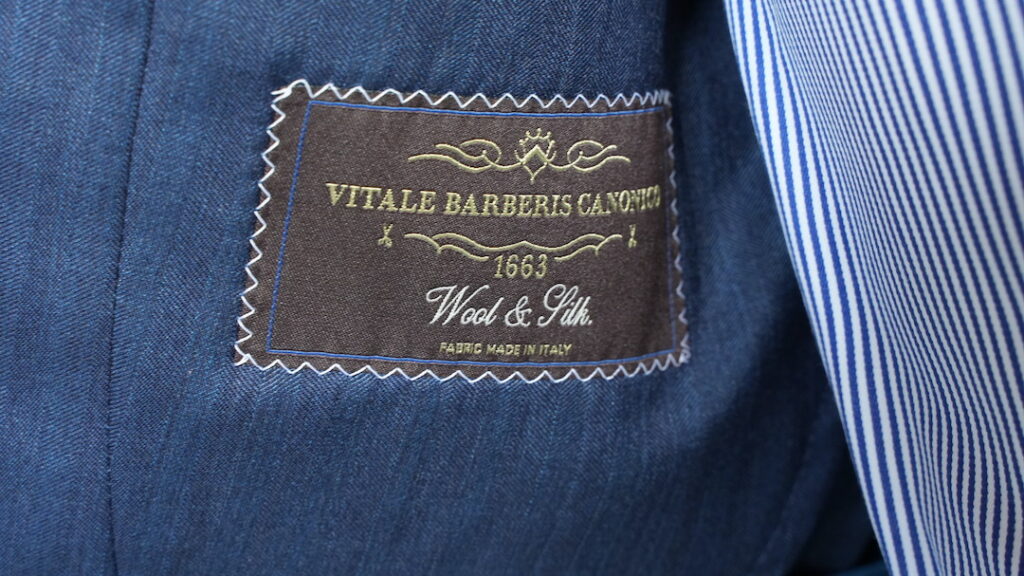 VITALE BARBERIS CANONICO
1663
Wool & Silk.
FABRIC MADE IN ITALY